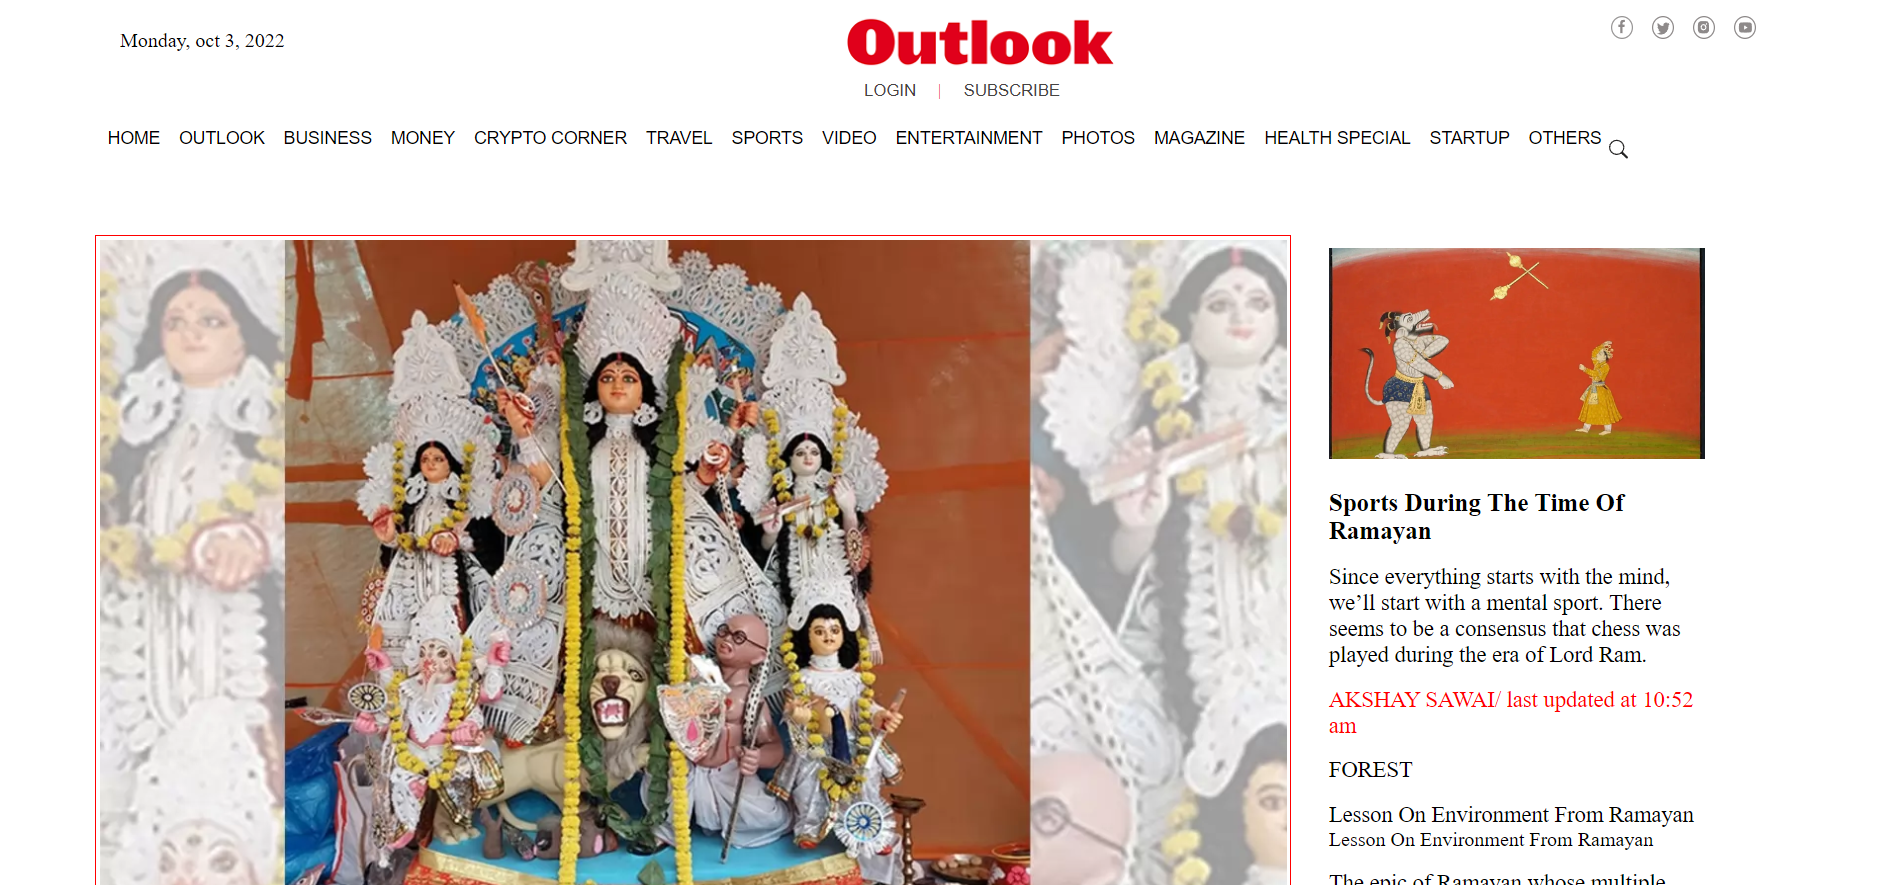 Monday, oct 3, 2022
Outlook
LOGIN | SUBSCRIBE
HOME OUTLOOK BUSINESS MONEY CRYPTO CORNER TRAVEL SPORTS VIDEO ENTERTAINMENT PHOTOS MAGAZINE HEALTH SPECIAL STARTUP OTHERS
Sports During The Time Of
Ramayan
Since everything starts with the mind,
we’ll start with a mental sport. There
seems to be a consensus that chess was
played during the era of Lord Ram.
AKSHAY SAWAI/ last updated at 10:52
am
FOREST
Lesson On Environment From Ramayan
Lesson On Environment From Ramayan
The epic of Ramayan whose multiple